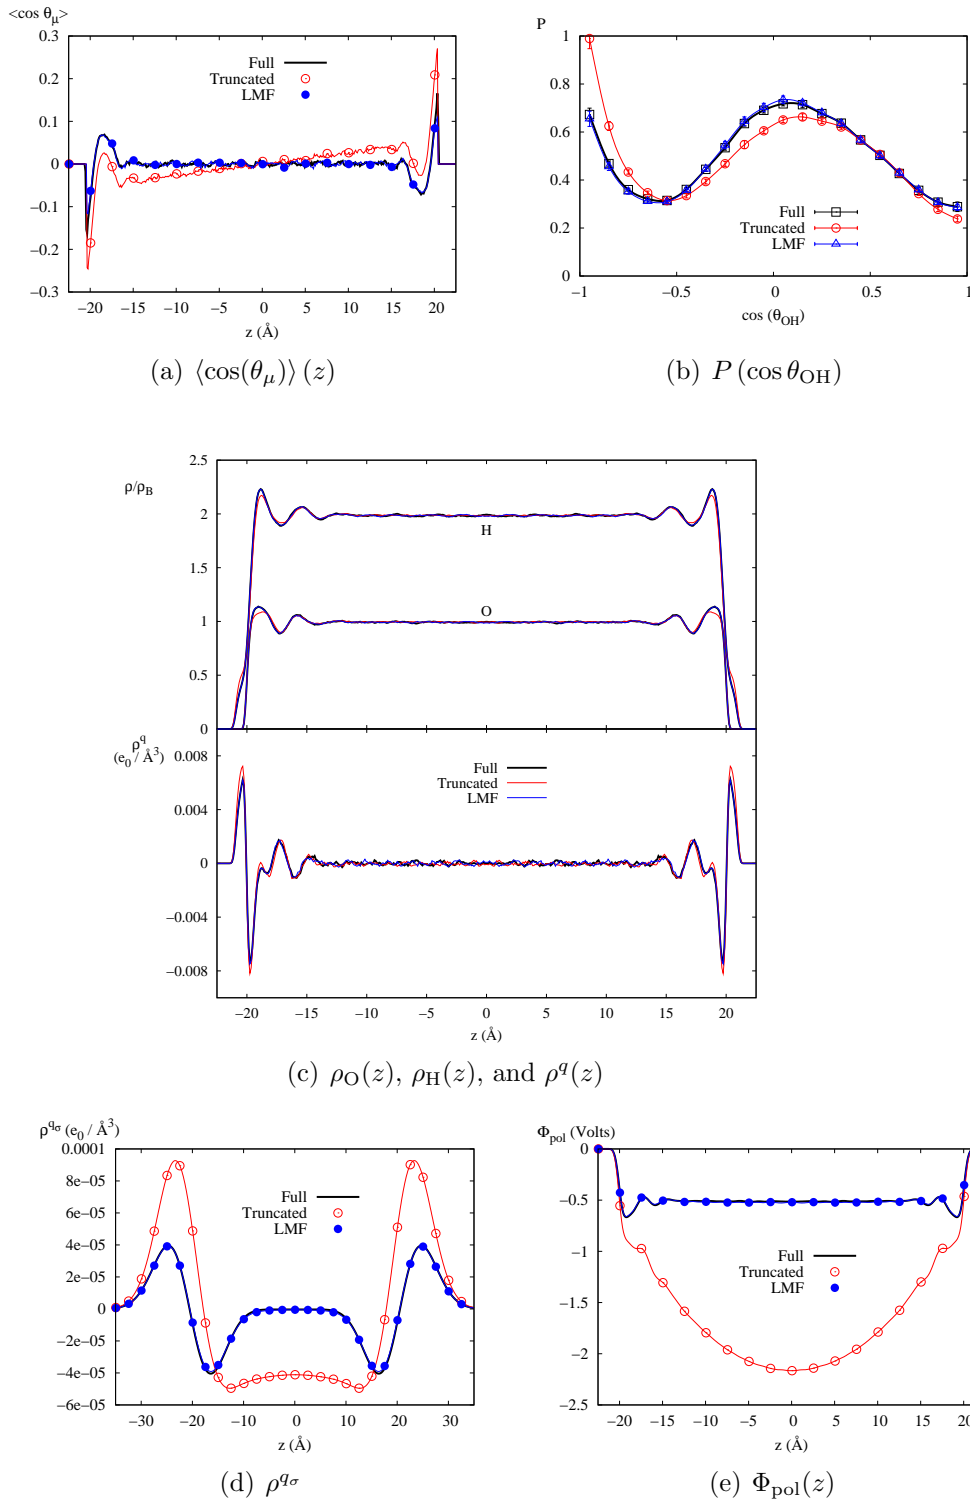 <cos θμ>
0.3
0.2
0.1
0
−0.1
−0.2
−0.3
Full
Truncated
LMF
−20 −15 −10 −5 0 5 10 15 20
z (Å)
(a) ⟨cos(θμ)⟩ (z)
P
1
0.8
0.6
0.4
0.2
0
Full
Truncated
LMF
−1 −0.5 0 0.5 1
cos (θOH)
(b) P (cos θOH)
ρ/ρB
2.5
2
1.5
1
0.5
0
H
O
ρq
(e0 / Å3)
0.008
0.004
0
−0.004
−0.008
Full
Truncated
LMF
−20 −15 −10 −5 0 5 10 15 20
z (Å)
(c) ρO(z), ρH(z), and ρq(z)
ρqσ (e0 / Å3)
0.0001
8e−05
6e−05
4e−05
2e−05
0
−2e−05
−4e−05
−6e−05
Full
Truncated
LMF
−30 −20 −10 0 10 20 30
z (Å)
(d) ρqσ
Φpol (Volts)
0
−0.5
−1
−1.5
−2
−2.5
Full
Truncated
LMF
−20 −15 −10 −5 0 5 10 15 20
z (Å)
(e) Φpol(z)